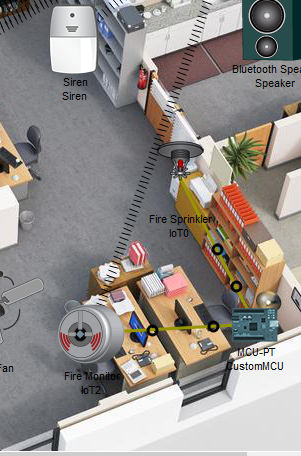 Siren
Siren
Bluetooth Spea
Speaker
Fire Sprinkler
IoT0
Fan
Fire Monitor
IoT2
MCU-PT
CustomMCU